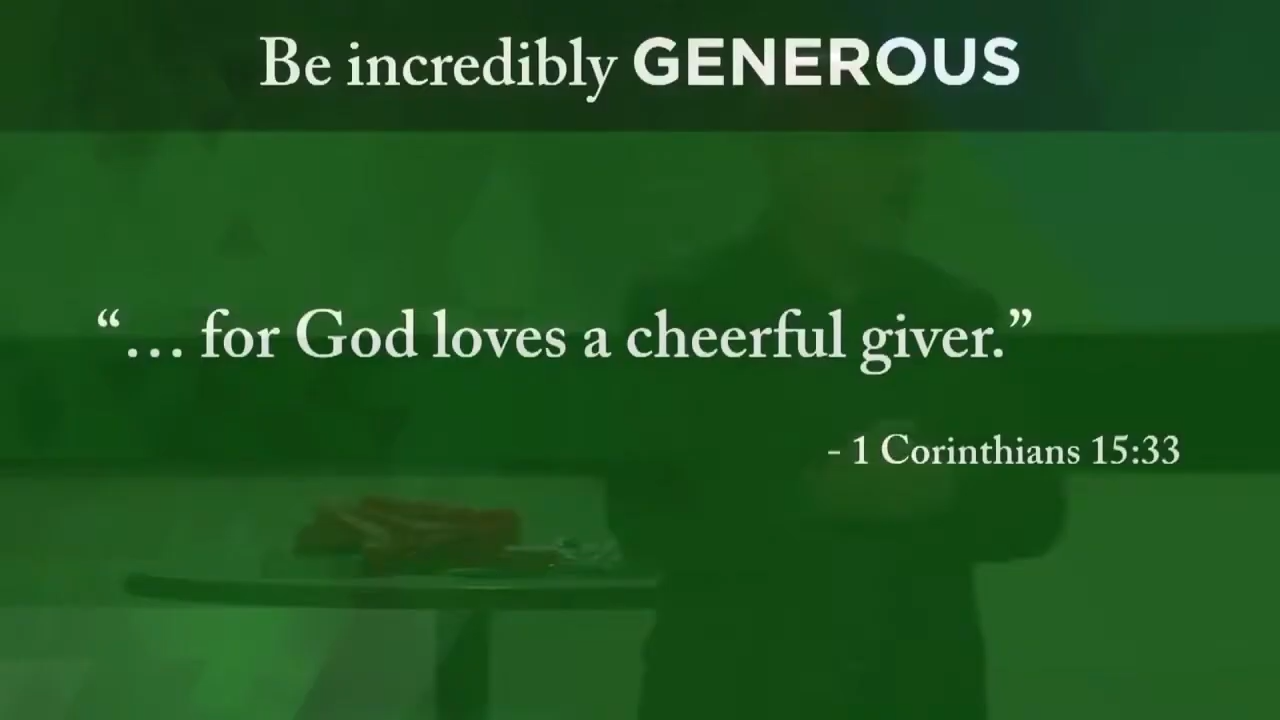 Be incredibly GENEROUS
“… for God loves a cheerful giver.”
- 1 Corinthians 15:33